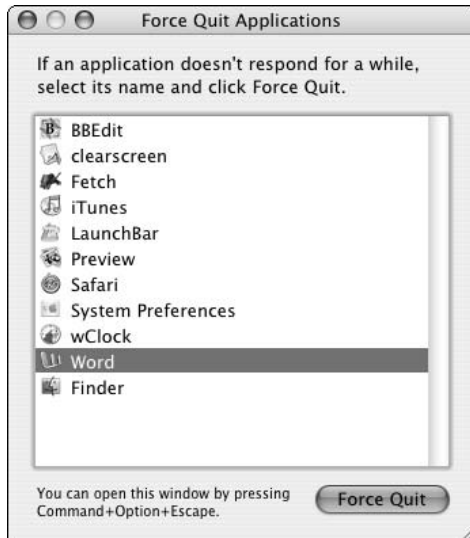 Force Quit Applications
If an application doesn't respond for a while,
select its name and click Force Quit.
BBEdit
clearscreen
Fetch
iTunes
LaunchBar
Preview
Safari
System Preferences
wClock
Word
Finder
You can open this window by pressing
Command+Option+Escape.
Force Quit